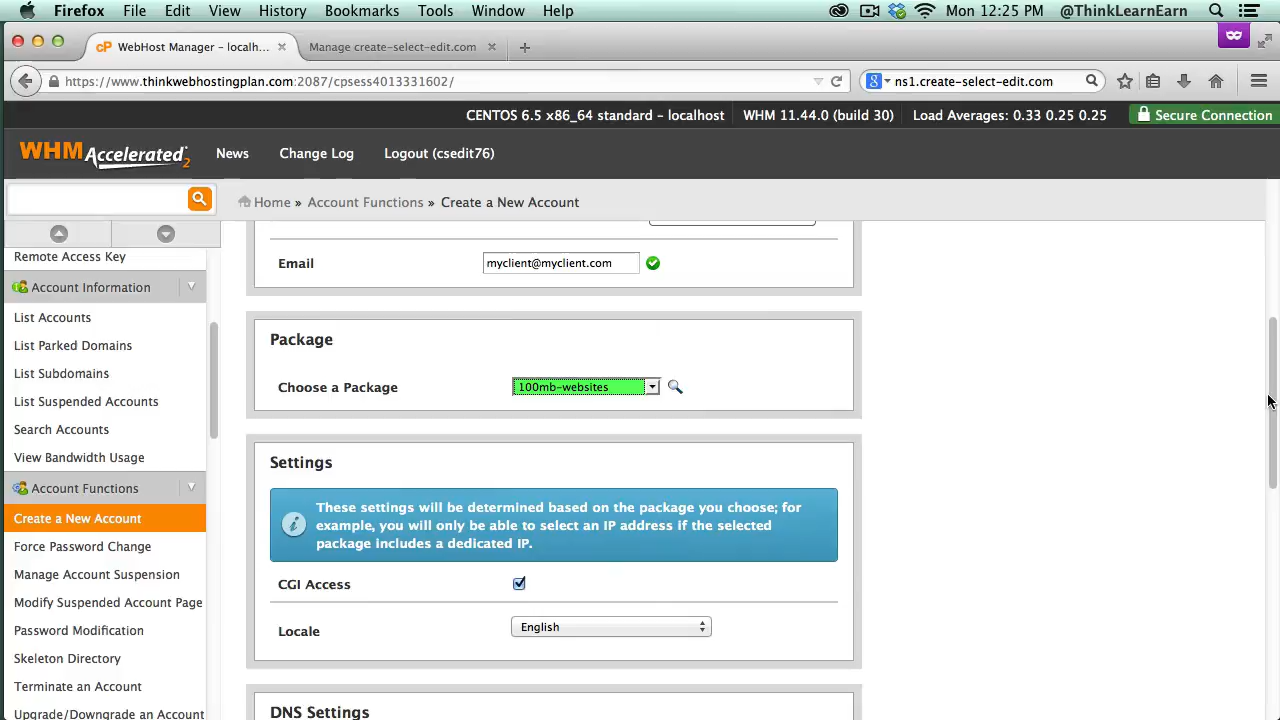 Firefox File Edit View History Bookmarks Tools Window Help Mon 12:25 PM @ThinkLearnEarn
cP WebHost Manager – localh... Manage create-select-edit.com
https://www.thinkwebhostingplan.com:2087/cpsess4013331602/ ns1.create-select-edit.com
CENTOS 6.5 x86_64 standard – localhost WHM 11.44.0 (build 30) Load Averages: 0.33 0.25 0.25 Secure Connection
WHM Accelerated2 News Change Log Logout (csedit76)
Home » Account Functions » Create a New Account
Remote Access Key
Account Information
List Accounts
List Parked Domains
List Subdomains
List Suspended Accounts
Search Accounts
View Bandwidth Usage
Account Functions
Create a New Account
Force Password Change
Manage Account Suspension
Modify Suspended Account Page
Password Modification
Skeleton Directory
Terminate an Account
Upgrade/Downgrade an Account
Email myclient@myclient.com
Package
Choose a Package 100mb-websites
Settings
These settings will be determined based on the package you choose; for
example, you will only be able to select an IP address if the selected
package includes a dedicated IP.
CGI Access
Locale English
DNS Settings